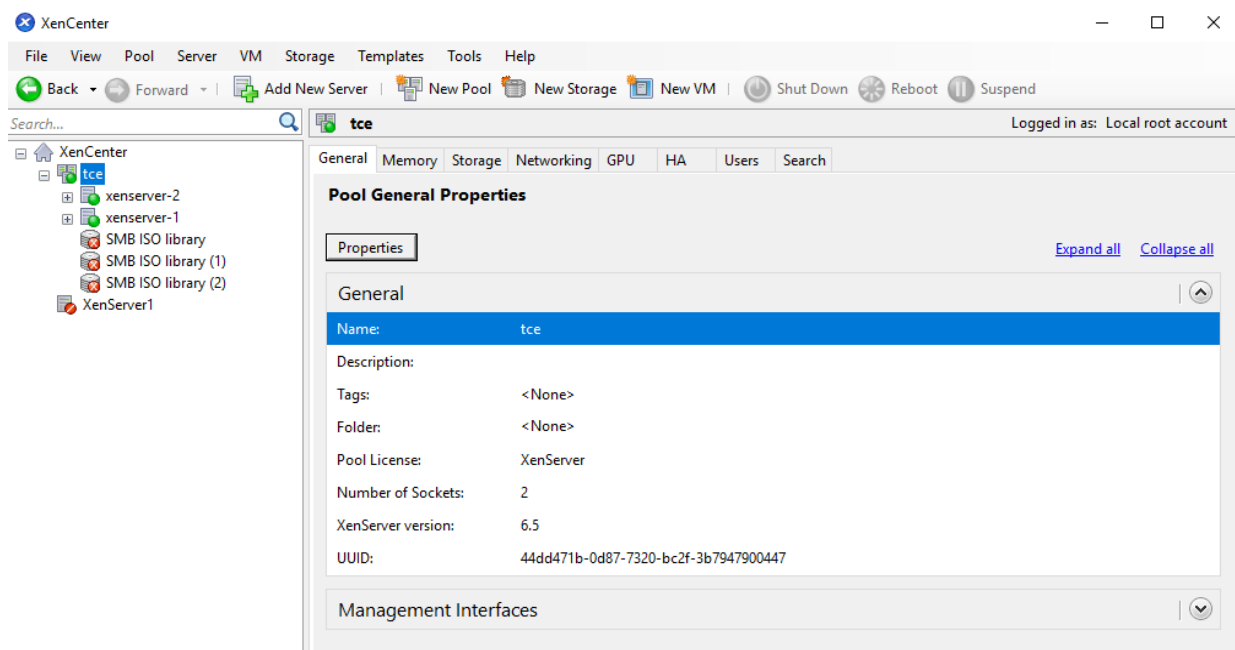 XenCenter
File View Pool Server VM Storage Templates Tools Help
Back Forward Add New Server New Pool New Storage New VM Shut Down Reboot Suspend
Search...
XenCenter
tce
xenserver-2
xenserver-1
SMB ISO library
SMB ISO library (1)
SMB ISO library (2)
XenServer1
tce Logged in as: Local root account
General Memory Storage Networking GPU HA Users Search
Pool General Properties
Properties Expand all Collapse all
General
Name: tce
Description:
Tags: <None>
Folder: <None>
Pool License: XenServer
Number of Sockets: 2
XenServer version: 6.5
UUID: 44dd471b-0d87-7320-bc2f-3b7947900447
Management Interfaces